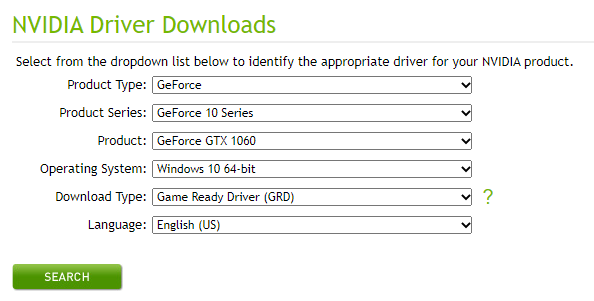 NVIDIA Driver Downloads
Select from the dropdown list below to identify the appropriate driver for your NVIDIA product.
Product Type: GeForce
Product Series: GeForce 10 Series
Product: GeForce GTX 1060
Operating System: Windows 10 64-bit
Download Type: Game Ready Driver (GRD) ?
Language: English (US)
SEARCH